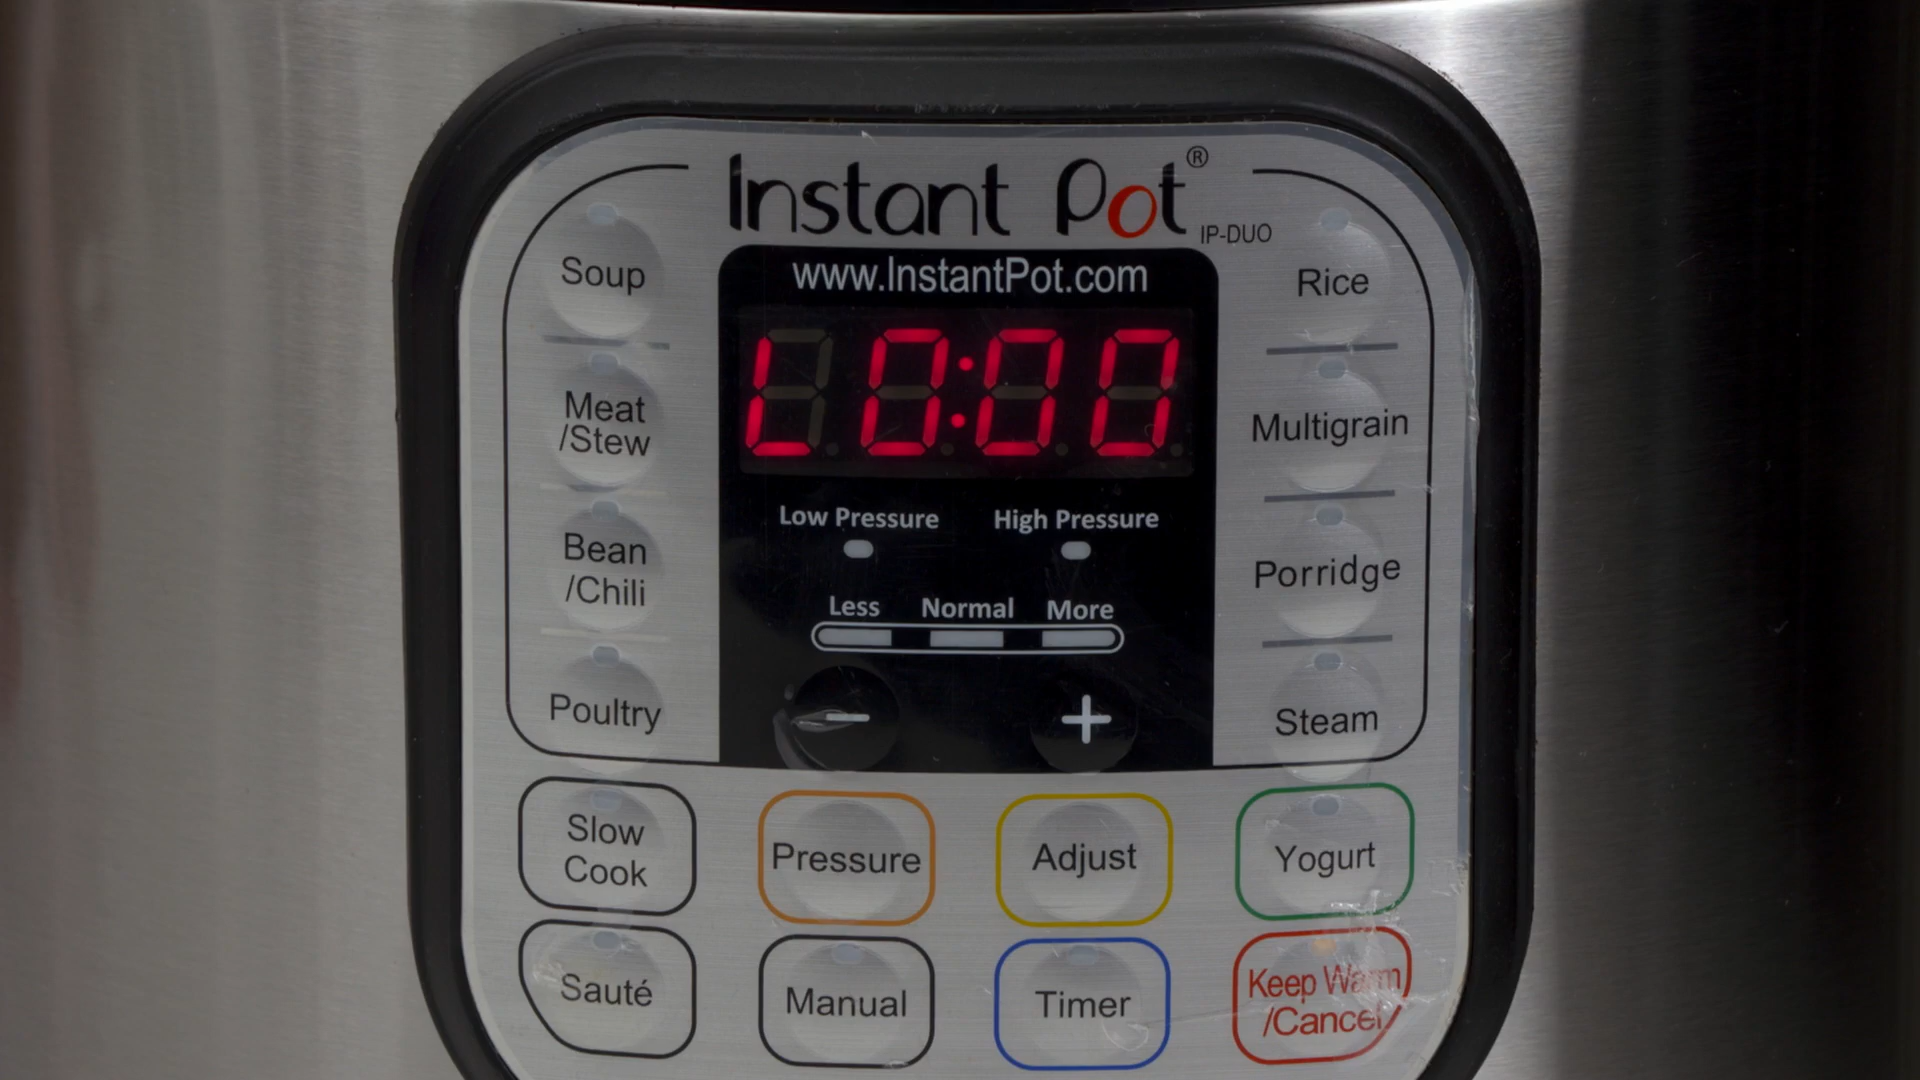 Instant Pot®
IP-DUO
www.InstantPot.com
L 0:00
Low Pressure High Pressure
Less Normal More
− +
Soup
Meat
/Stew
Bean
/Chili
Poultry
Rice
Multigrain
Porridge
Steam
Slow
Cook
Pressure
Adjust
Yogurt
Sauté
Manual
Timer
Keep Warm
/Cancel